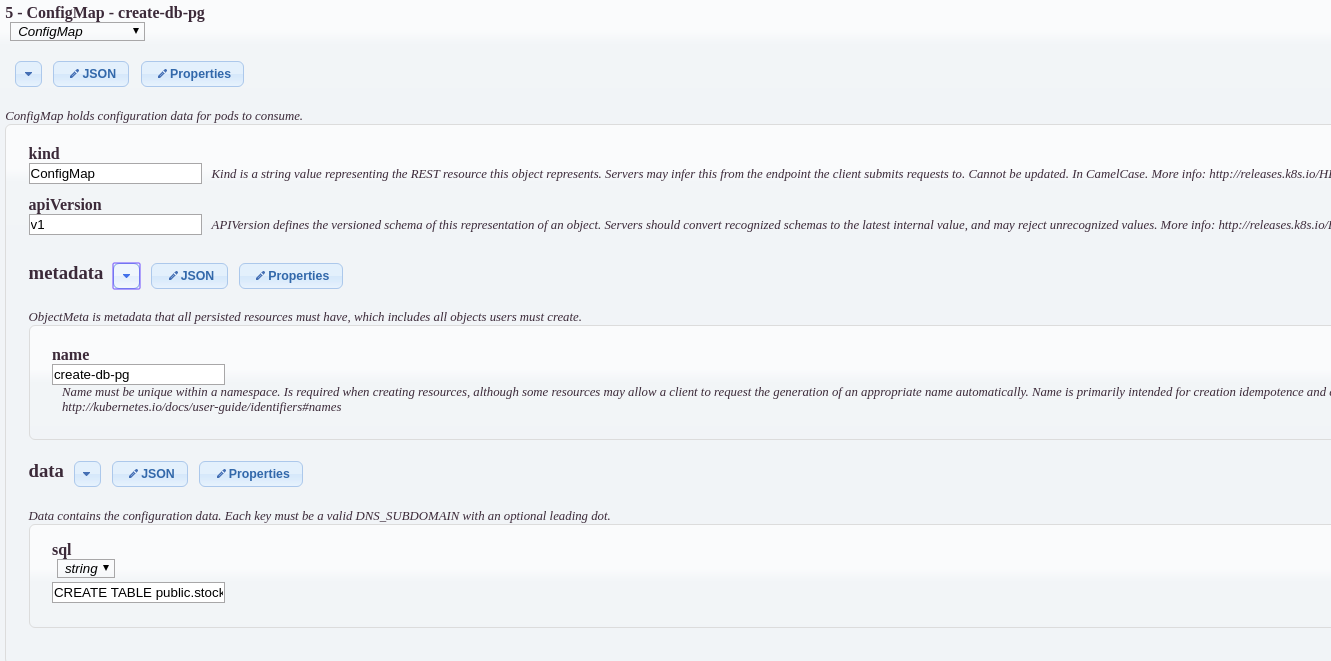 5 - ConfigMap - create-db-pg
ConfigMap
JSON Properties
ConfigMap holds configuration data for pods to consume.
kind
ConfigMap Kind is a string value representing the REST resource this object represents. Servers may infer this from the endpoint the client submits requests to. Cannot be updated. In CamelCase. More info: http://releases.k8s.io/HE
apiVersion
v1 APIVersion defines the versioned schema of this representation of an object. Servers should convert recognized schemas to the latest internal value, and may reject unrecognized values. More info: http://releases.k8s.io/
metadata JSON Properties
ObjectMeta is metadata that all persisted resources must have, which includes all objects users must create.
name
create-db-pg
Name must be unique within a namespace. Is required when creating resources, although some resources may allow a client to request the generation of an appropriate name automatically. Name is primarily intended for creation idempotence and
http://kubernetes.io/docs/user-guide/identifiers#names
data JSON Properties
Data contains the configuration data. Each key must be a valid DNS_SUBDOMAIN with an optional leading dot.
sql
string
CREATE TABLE public.stock